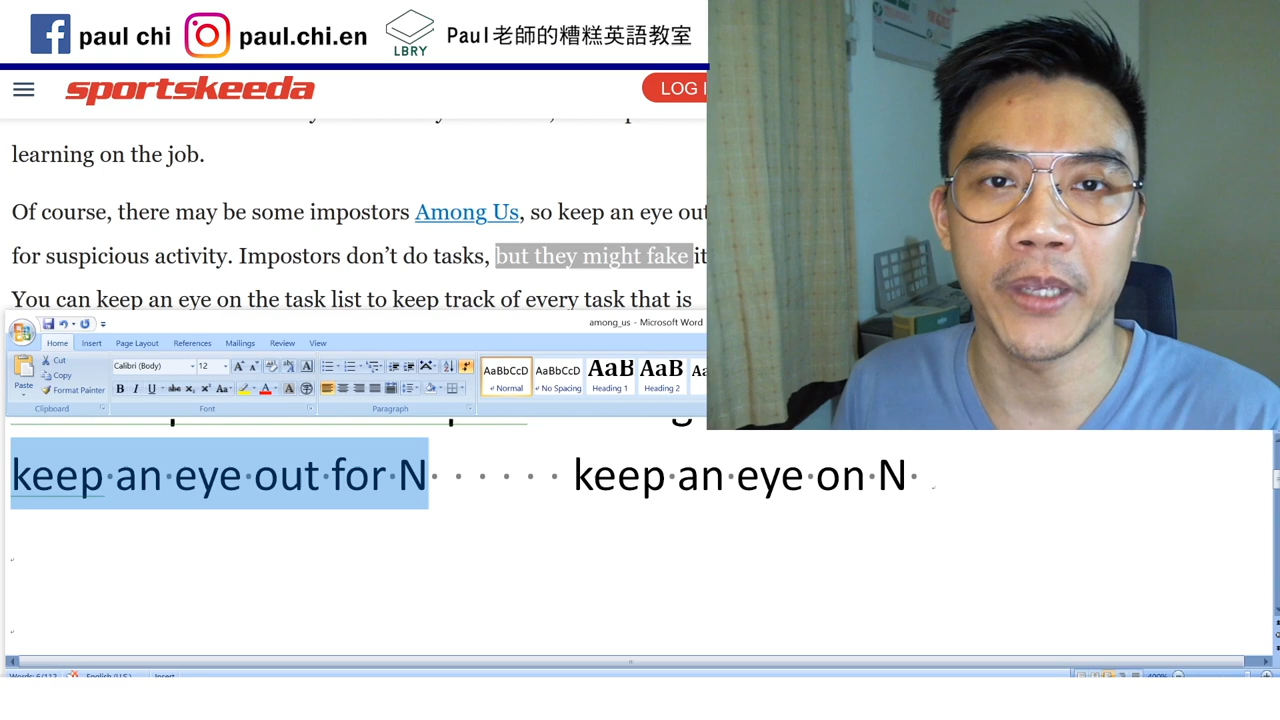 paul chi
paul.chi.en
LBRY
Paul老師的糟糕英語教室
sportskeeda
LOG
learning on the job.
Of course, there may be some impostors Among Us, so keep an eye out
for suspicious activity. Impostors don't do tasks, but they might fake it
You can keep an eye on the task list to keep track of every task that is
among_us - Microsoft Word
Home Insert Page Layout References Mailings Review View
Paste
Cut
Copy
Format Painter
Clipboard
Calibri (Body) 12
Font
Paragraph
AaBbCcD AaBbCcD AaB AaB Aa
Normal No Spacing Heading 1 Heading 2
keep an eye out for N keep an eye on N
English (U.S.) Insert
400%